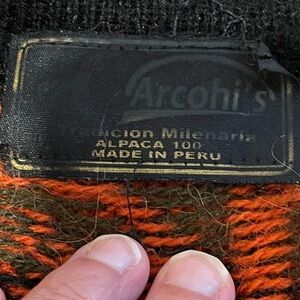 Arcohi's
Tradicion Milenaria
ALPACA 100
MADE IN PERU